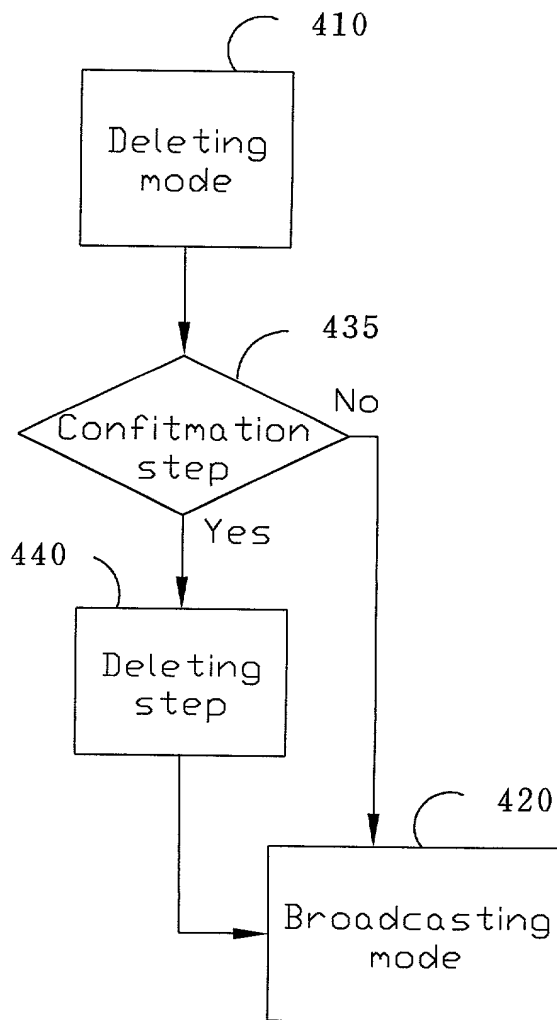 410
Deleting
mode
435
No
Confitmation
step
Yes
440
Deleting
step
420
Broadcasting
mode